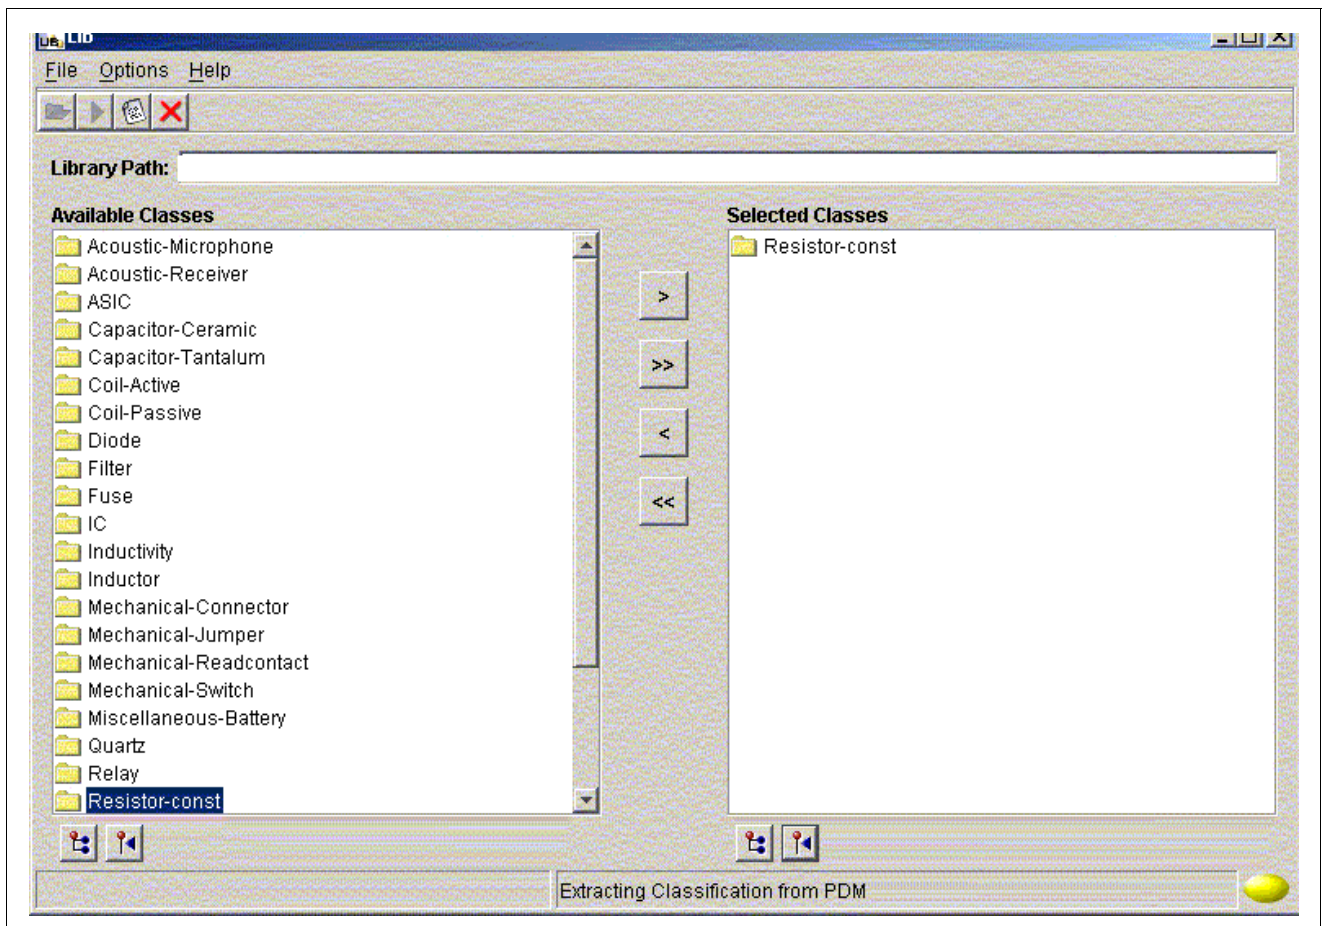 LIB
File Options Help
Library Path:
Available Classes
Selected Classes
Acoustic-Microphone
Acoustic-Receiver
ASIC
Capacitor-Ceramic
Capacitor-Tantalum
Coil-Active
Coil-Passive
Diode
Filter
Fuse
IC
Inductivity
Inductor
Mechanical-Connector
Mechanical-Jumper
Mechanical-Readcontact
Mechanical-Switch
Miscellaneous-Battery
Quartz
Relay
Resistor-const
>
>>
<
<<
Resistor-const
Extracting Classification from PDM